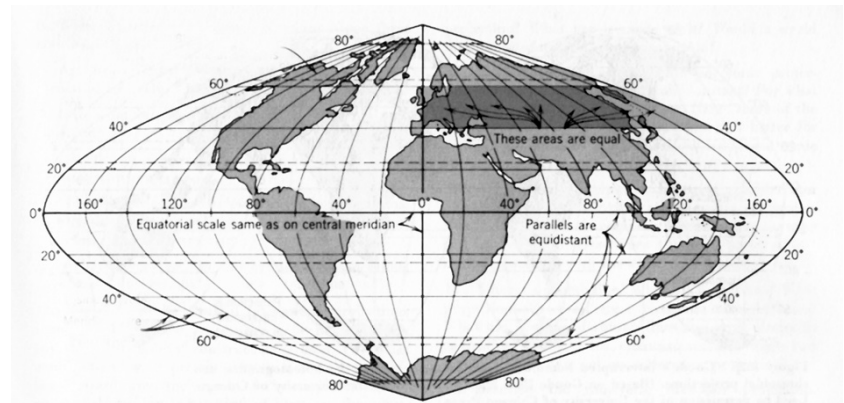 80° 80°
60° 60°
40° 40°
These areas are equal
20° 20°
160° 120 80° 40° 0° 40° 80° 120° 160°
0° 0°
Equatorial scale same as on central meridian
Parallels are
equidistant
20° 20°
40° 40°
60° 60°
80° 80°